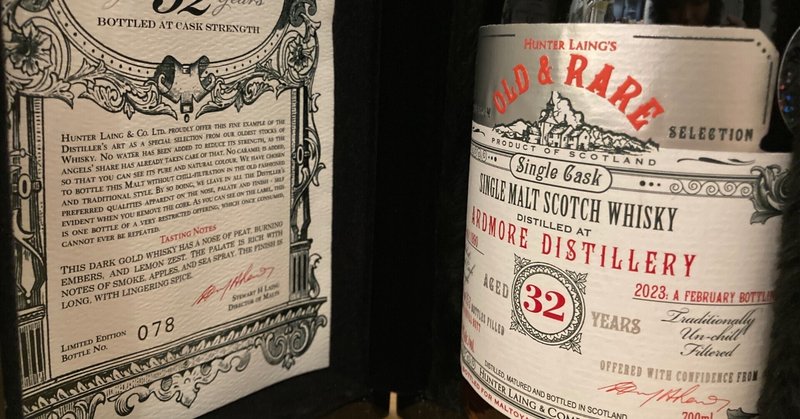 32 Years
BOTTLED AT CASK STRENGTH
HUNTER LAING & CO. LTD. PROUDLY OFFER THIS FINE EXAMPLE OF THE
DISTILLER'S ART AS A SPECIAL SELECTION FROM OUR OLDEST STOCKS OF
WHISKY. NO WATER HAS BEEN ADDED TO REDUCE ITS STRENGTH, AS THE
ANGELS' SHARE HAS ALREADY TAKEN CARE OF THAT. NO CARAMEL IS ADDED,
SO THAT YOU CAN SEE ITS PURE AND NATURAL COLOUR. WE HAVE CHOSEN
TO BOTTLE THIS MALT WITHOUT CHILL-FILTRATION IN THE OLD FASHIONED
AND TRADITIONAL STYLE. BY SO DOING, WE LEAVE IN ALL THE DISTILLER'S
PREFERRED QUALITIES APPARENT ON THE NOSE, PALATE AND FINISH - SELF
EVIDENT WHEN YOU REMOVE THE CORK. AS YOU CAN SEE ON THE LABEL, THIS
IS ONE BOTTLE OF A VERY RESTRICTED OFFERING, WHICH ONCE CONSUMED,
CANNOT EVER BE REPEATED.
TASTING NOTES
THIS DARK GOLD WHISKY HAS A NOSE OF PEAT, BURNING
EMBERS, AND LEMON ZEST. THE PALATE IS RICH WITH
NOTES OF SMOKE, APPLES, AND SEA SPRAY. THE FINISH IS
LONG, WITH LINGERING SPICE.
STEWART H LAING
DIRECTOR OF MALTS
LIMITED EDITION
BOTTLE NO. 078
HUNTER LAING'S
OLD & RARE
SELECTION
PRODUCT OF SCOTLAND
Single Cask
SINGLE MALT SCOTCH WHISKY
DISTILLED AT
ARDMORE DISTILLERY
2023: A FEBRUARY BOTTLIN
AGED 32 YEARS
BOTTLES FILLED
Traditionally
Un-chill
Filtered
OFFERED WITH CONFIDENCE FROM
DISTILLED, MATURED AND BOTTLED IN SCOTLAND
HUNTER LAING & COMP
BOTTLED FOR MALTOYA
700ml